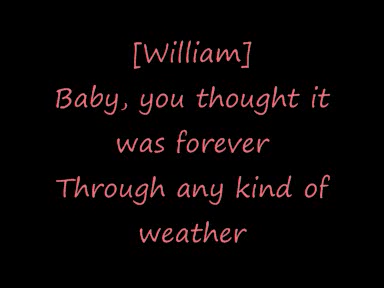 [William]
Baby, you thought it
was forever
Through any kind of
weather